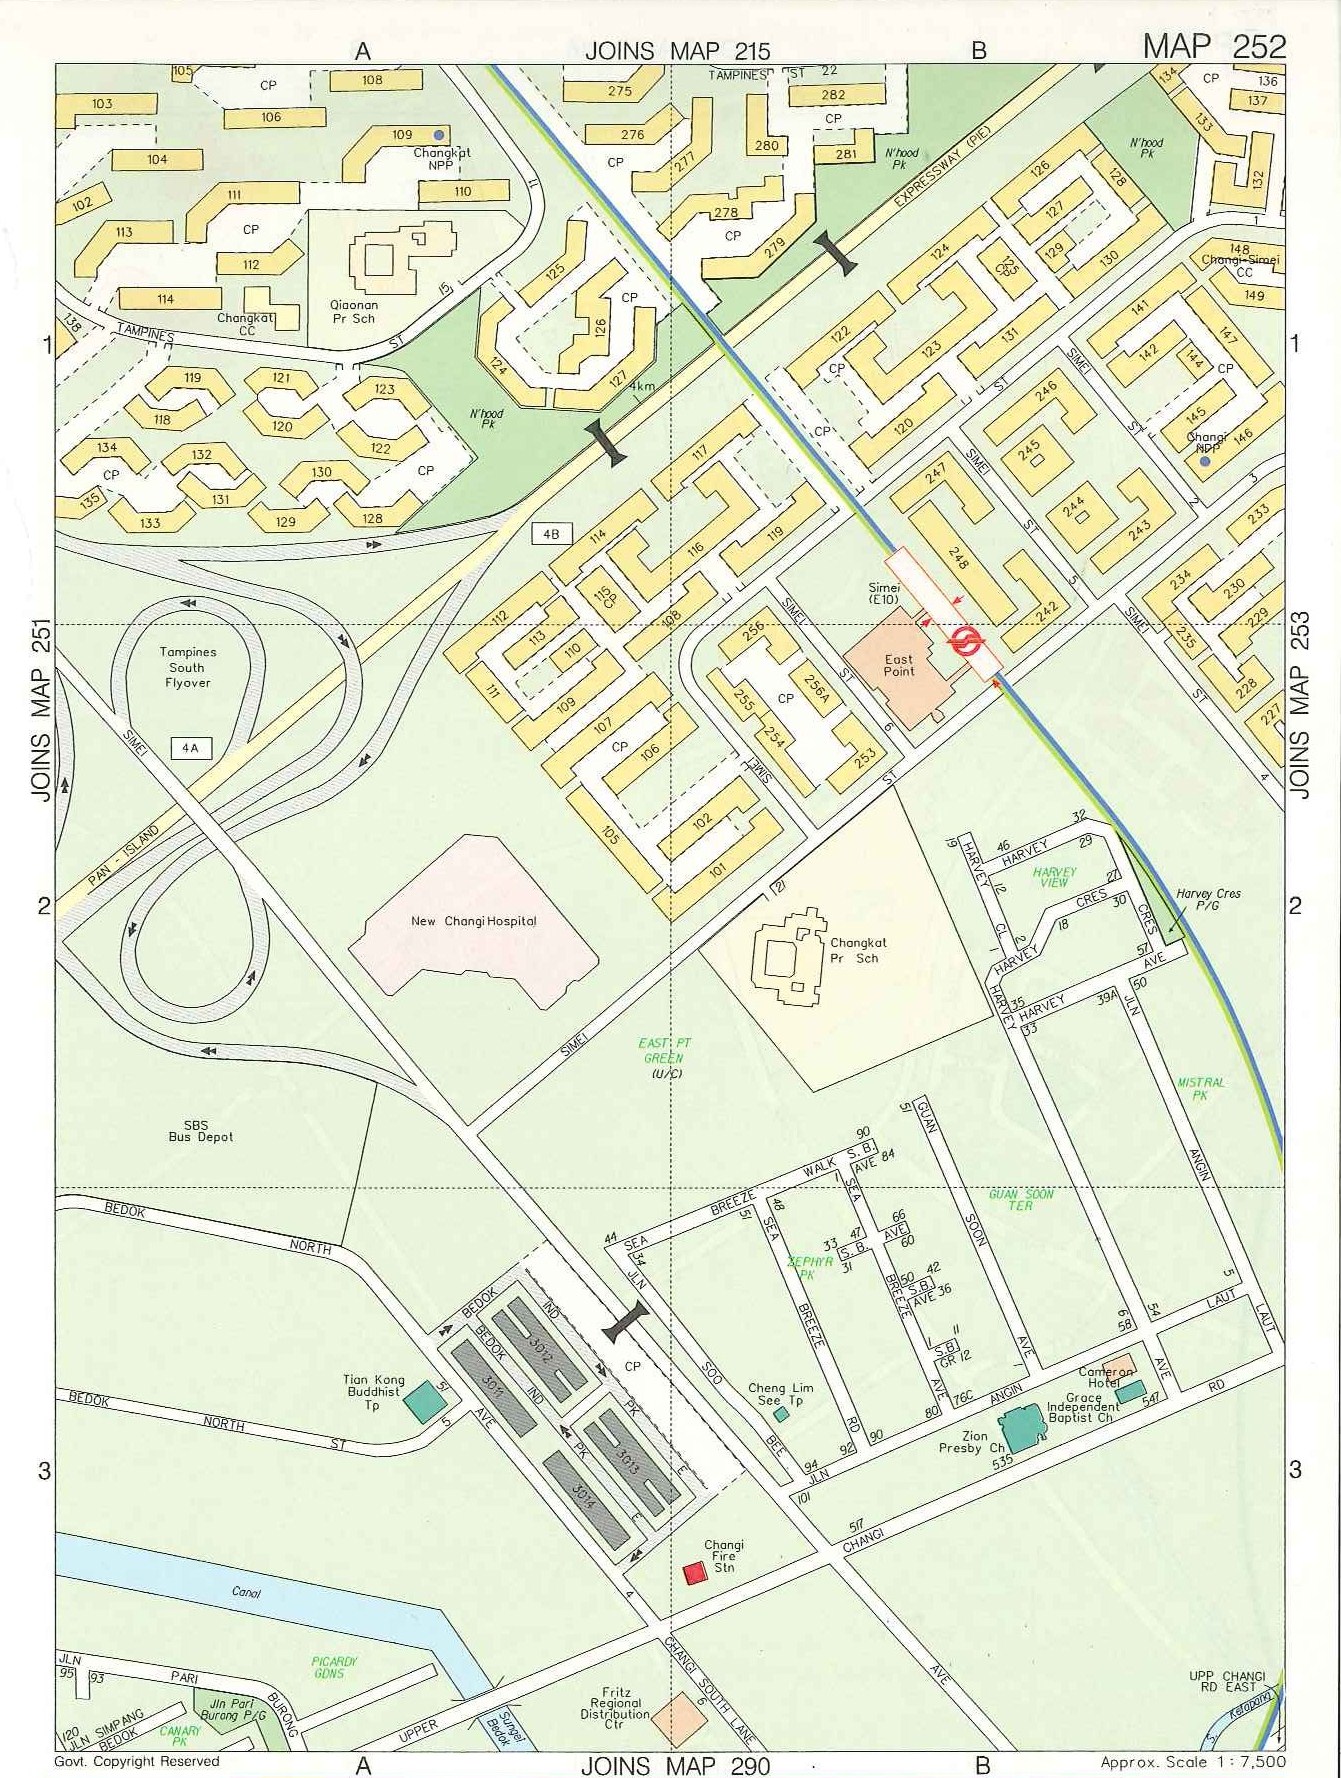 A
JOINS MAP 215
B
MAP 252
105
CP
108
103
106
109
Changkat
NPP
104
102
111
110
113
CP
112
114
Changkat
CC
Qiaonan
Pr Sch
138
TAMPINES
ST
11
15
275
TAMPINES ST 22
282
276
CP
277
280
281
CP
278
CP
279
N'hood
Pk
EXPRESSWAY (PIE)
134
CP
136
137
133
132
N'hood
Pk
126
128
127
129
130
124
125
CP
131
122
123
CP
120
CP
1
148
Changi-Simei
CC
149
141
147
142
144
CP
145
146
Changi
NPP
1
1
125
CP
126
124
127
4km
N'hood
Pk
119
121
123
118
120
122
134
132
CP
130
CP
135
131
133
129
128
SIMEI
ST
2
ST
3
246
245
247
244
243
248
242
SIMEI
ST
5
233
234
230
229
235
228
227
SIMEI
ST
4
117
114
116
119
4B
112
115
CP
113
110
108
111
109
107
CP
106
105
102
101
SIMEI
ST
6
256
255
CP
256A
254
253
SIMEI
ST
Simei
(E10)
East
Point
Tampines
South
Flyover
4A
SIMEI
JOINS MAP 251
JOINS MAP 253
PAN - ISLAND
2
2
New Changi Hospital
21
Changkat
Pr Sch
SIMEI
EAST PT
GREEN
(U/C)
19
HARVEY
46
HARVEY
32
29
12
HARVEY
VIEW
27
CRES
30
18
CL
2
1
HARVEY
CRES
57
AVE
Harvey Cres
P/G
HARVEY
35
HARVEY
33
39A
50
JLN
MISTRAL
PK
ANGIN
SBS
Bus Depot
BEDOK
NORTH
51
GUAN
SOON
AVE
GUAN SOON
TER
90
S. B.
AVE 84
WALK
BREEZE
SEA
44
34
JLN
51
48
SEA
1
SEA
33
47
66
S. B.
AVE
31
60
ZEPHYR
PK
50
42
S.B.
AVE 36
BREEZE
BREEZE
1
11
S.B.
GR 12
AVE
RD
5
LAUT
LAUT
6
58
54
AVE
1
BEDOK
IND
3012
BEDOK
3011
IND
PK
CP
3013
PK
3014
E
E
SOO
BEE
Tian Kong
Buddhist
Tp
51
5
AVE
BEDOK
NORTH
ST
4
Cheng Lim
See Tp
Cameron
Hotel
Grace
Independent
Baptist Ch
547
RD
Zion
Presby Ch
535
ANGIN
76C
80
90
92
94
JLN
101
517
CHANGI
3
3
Changi
Fire
Stn
Canal
JLN
95
93
PARI
BURONG
PICARDY
GDNS
Jln Pari
Burong P/G
120
JLN SIMPANG
BEDOK
CANARY
PK
UPPER
Sungei
Bedok
CHANGI SOUTH LANE
Fritz
Regional
Distribution
Ctr
6
AVE
UPP CHANGI
RD EAST
S. Ketapang
Govt. Copyright Reserved
A
JOINS MAP 290
B
Approx. Scale 1 : 7,500